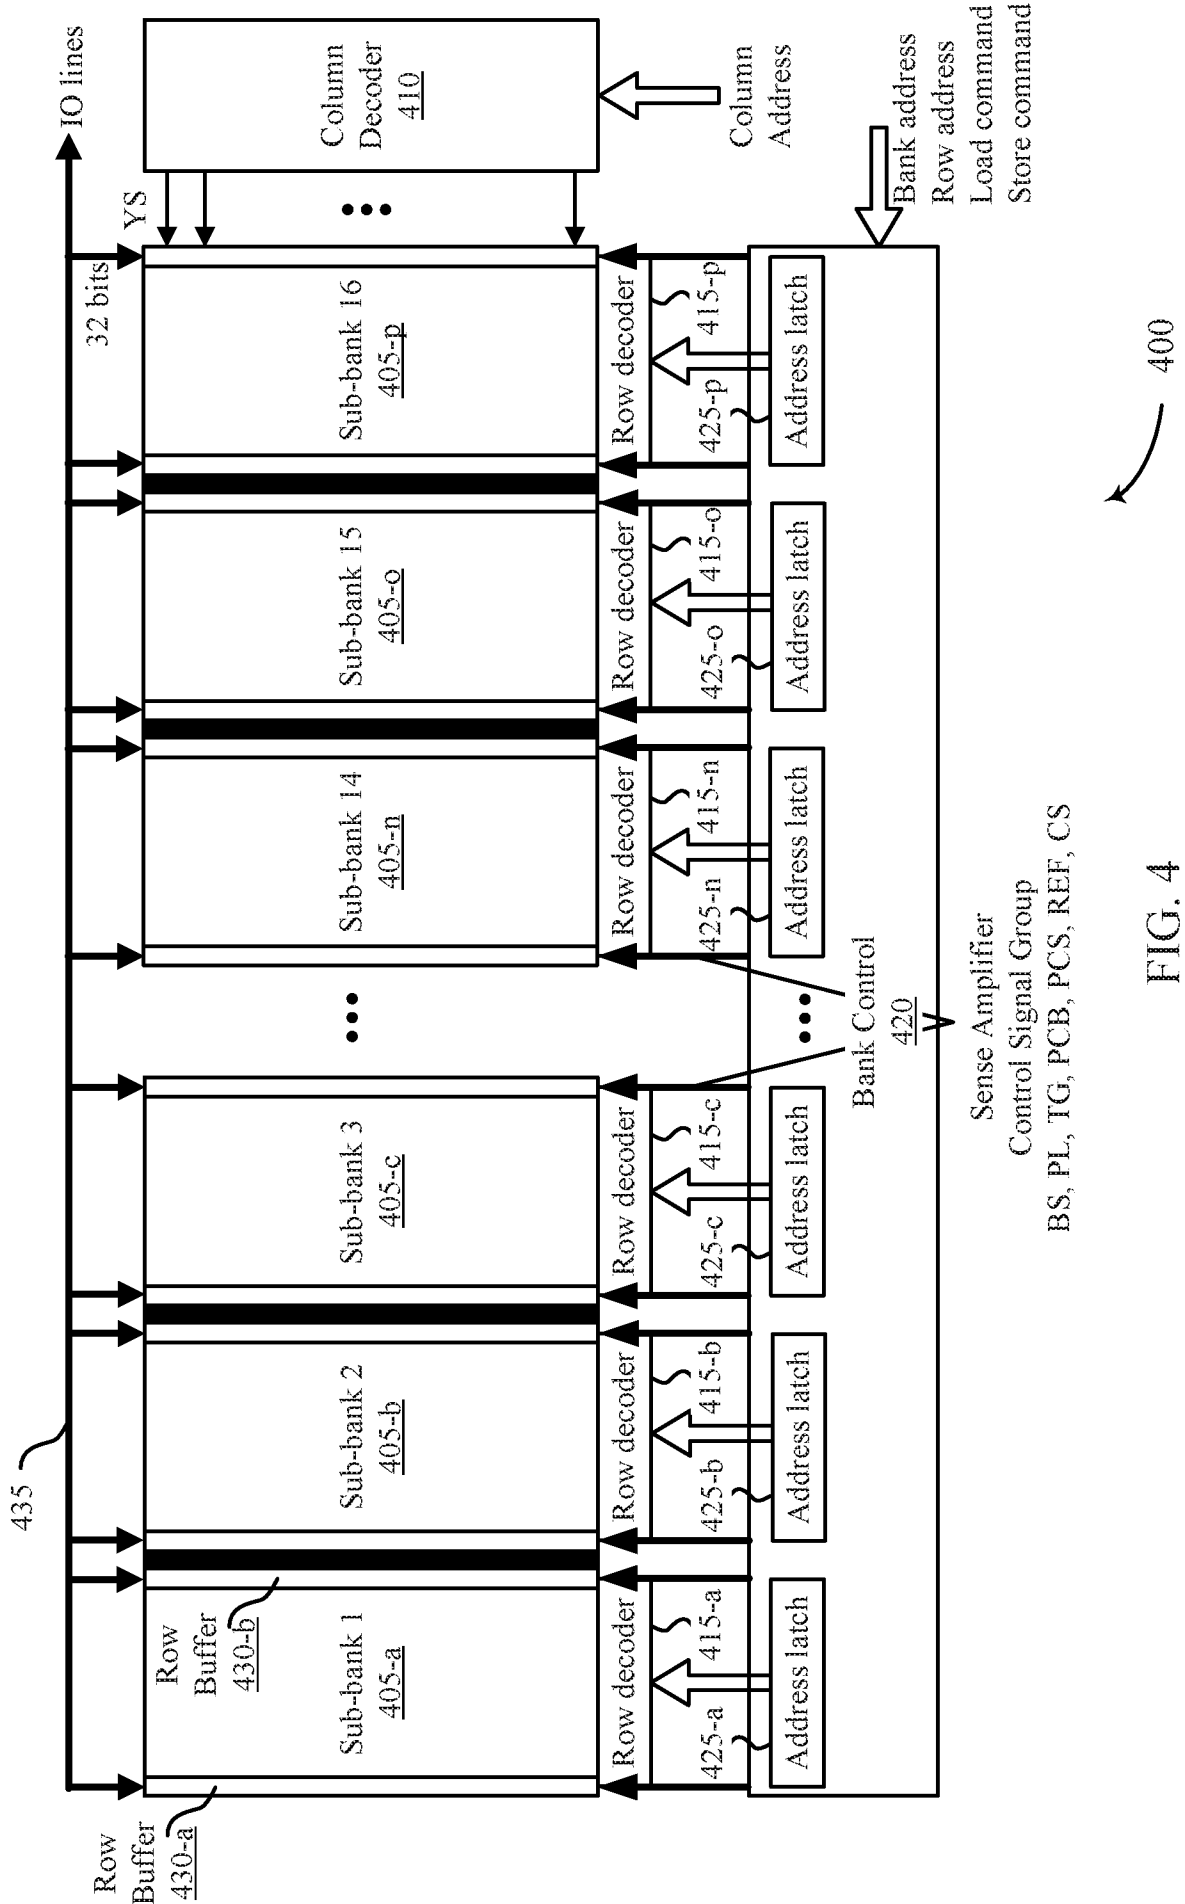 435
IO lines
32 bits
YS
Row
Buffer
430-a
Row
Buffer
430-b
Sub-bank 1
405-a
Sub-bank 2
405-b
Sub-bank 3
405-c
Sub-bank 14
405-n
Sub-bank 15
405-o
Sub-bank 16
405-p
Column
Decoder
410
Column
Address
Row decoder
Row decoder
Row decoder
Row decoder
Row decoder
Row decoder
425-a
415-a
425-b
415-b
425-c
415-c
425-n
415-n
425-o
415-o
425-p
415-p
Address latch
Address latch
Address latch
Address latch
Address latch
Address latch
Bank Control
420
Bank address
Row address
Load command
Store command
Sense Amplifier
Control Signal Group
BS, PL, TG, PCB, PCS, REF, CS
400
FIG. 4